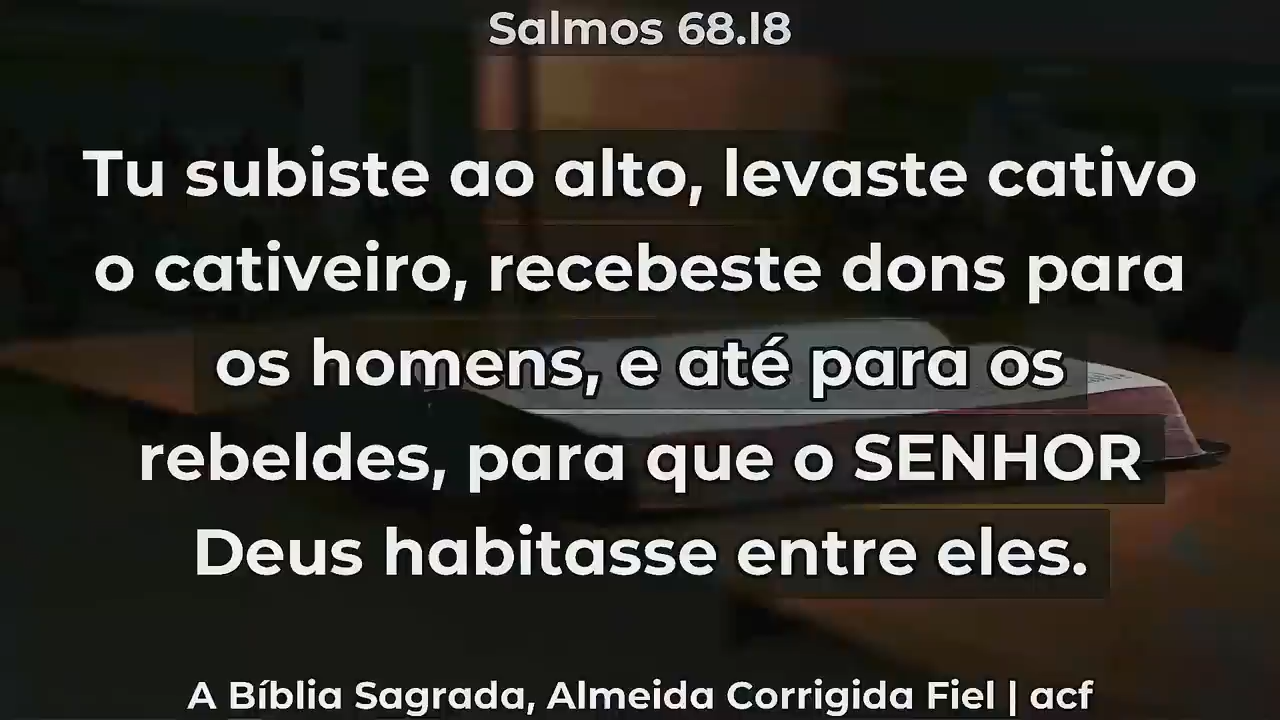 Salmos 68.18
Tu subiste ao alto, levaste cativo
o cativeiro, recebeste dons para
os homens, e até para os
rebeldes, para que o SENHOR
Deus habitasse entre eles.
A Bíblia Sagrada, Almeida Corrigida Fiel | acf